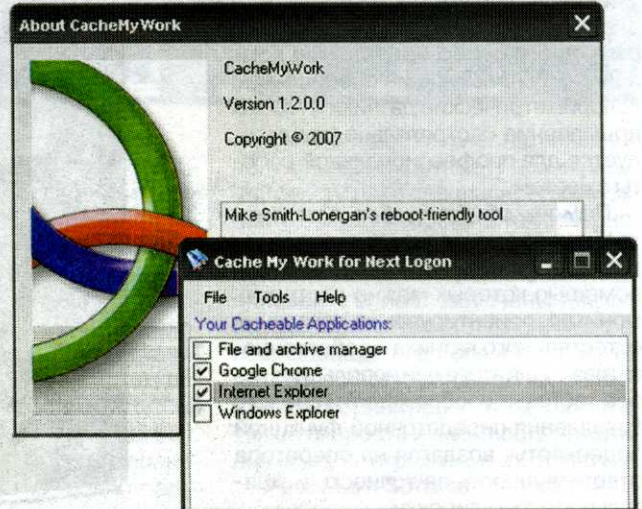 About CacheMyWork
CacheMyWork
Version 1.2.0.0
Copyright © 2007
Mike Smith-Lonergan's reboot-friendly tool
Cache My Work for Next Logon
File Tools Help
Your Cacheable Applications:
File and archive manager
Google Chrome
Internet Explorer
Windows Explorer